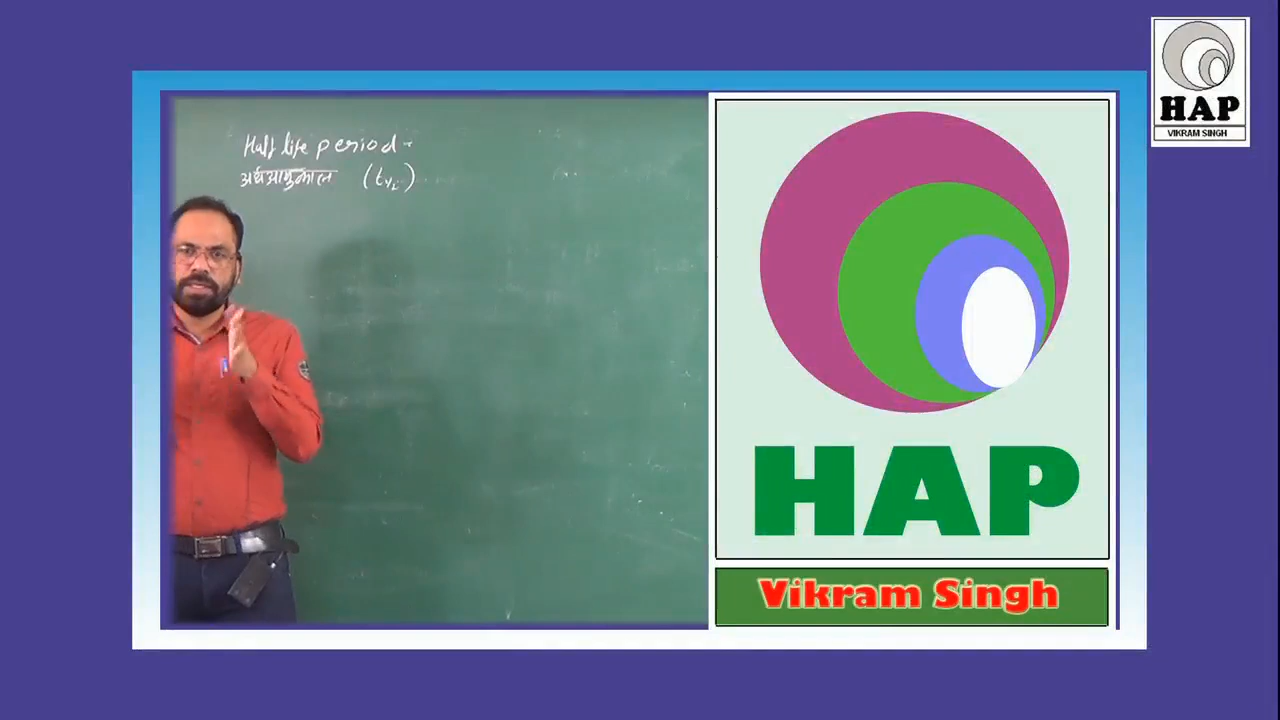 Half life period -
अर्धआयुकाल (t½)
HAP
Vikram Singh
HAP
VIKRAM SINGH